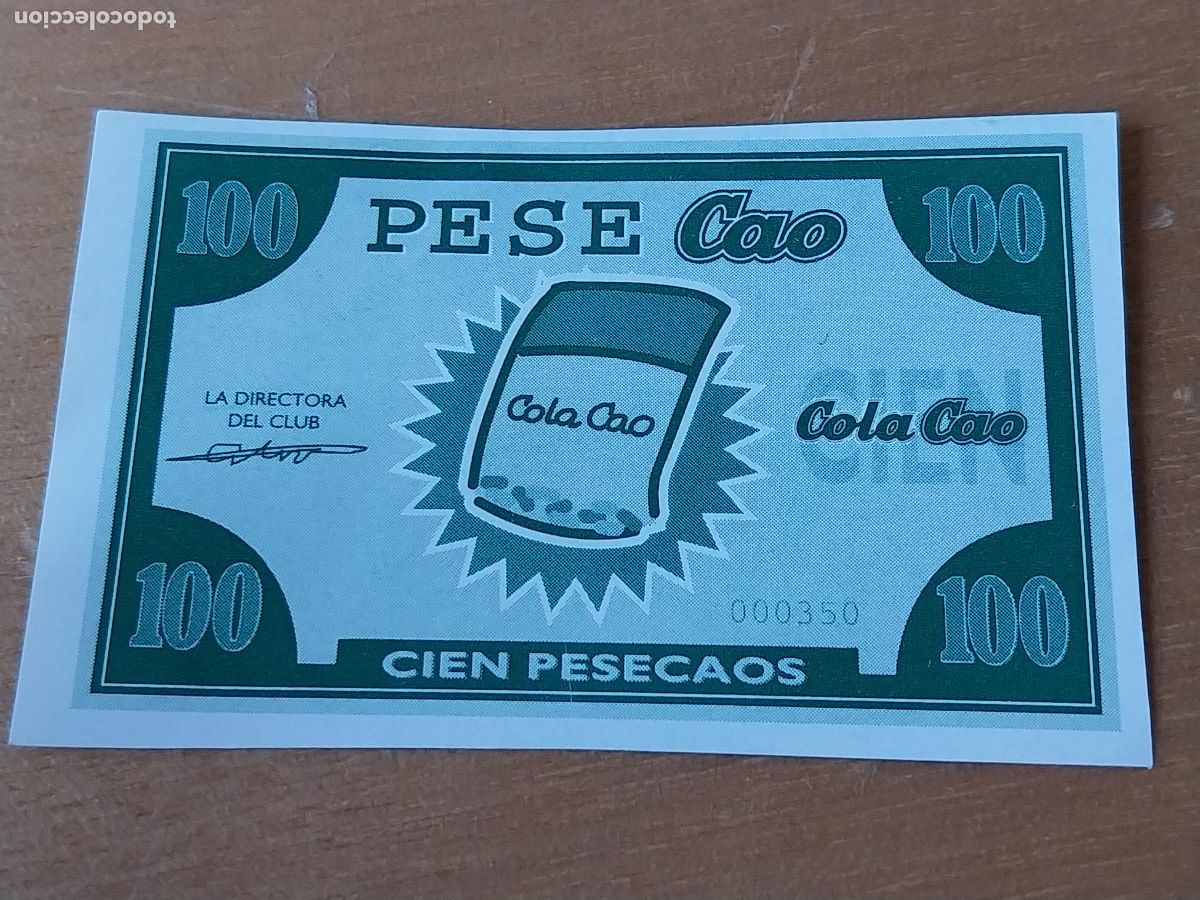 todocoleccion
100 PESE Cao 100
LA DIRECTORA
DEL CLUB
Cola Cao
CIEN
Cola Cao
000350
100 CIEN PESECAOS 100